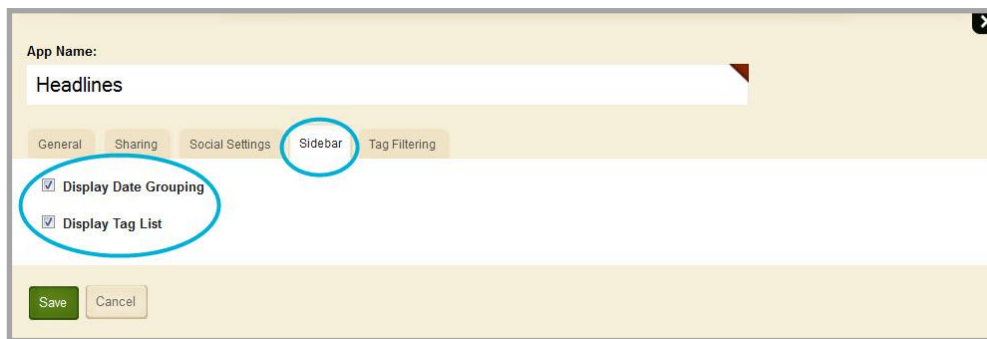 App Name:
Headlines
General Sharing Social Settings Sidebar Tag Filtering
Display Date Grouping
Display Tag List
Save Cancel